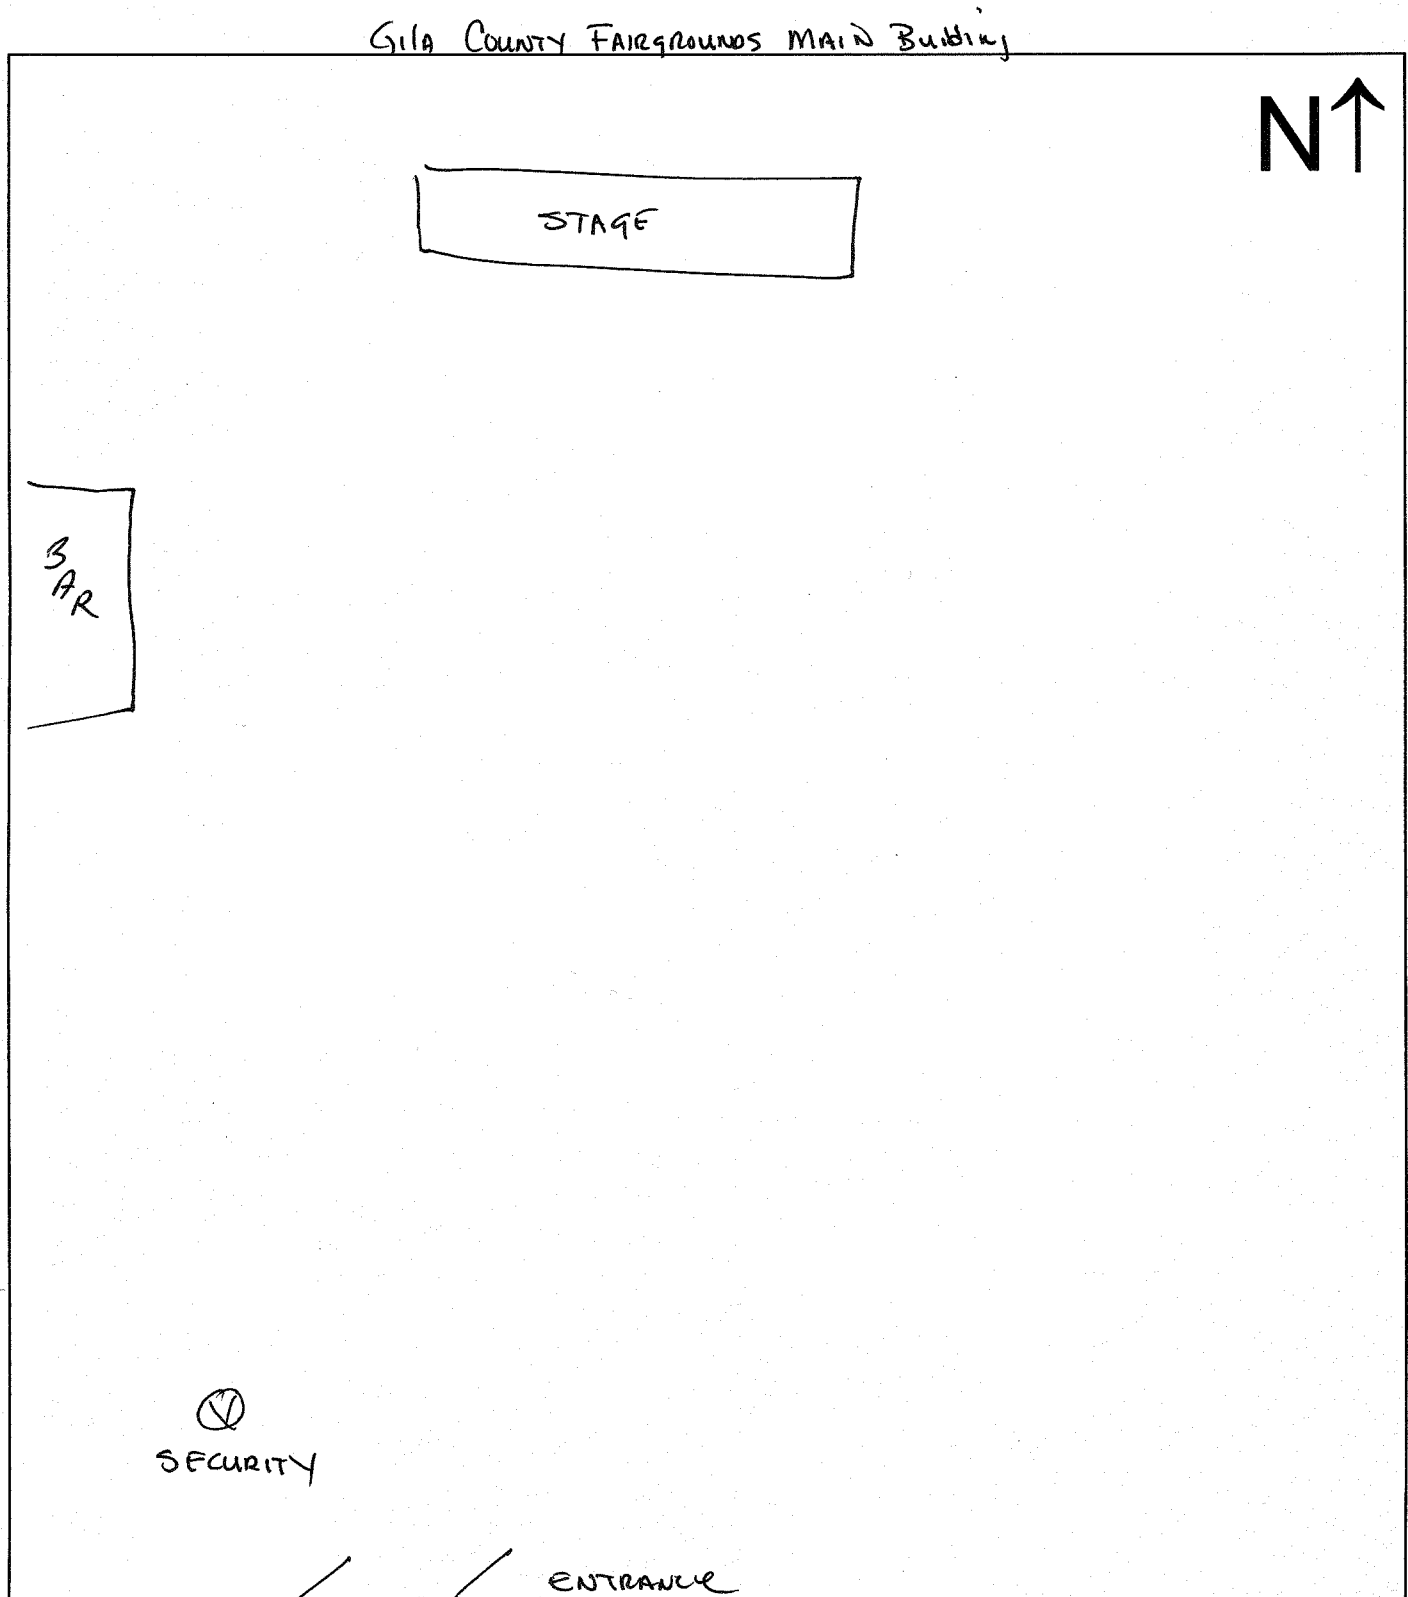 Gila County Fairgrounds Main Building
N↑
STAGE
BAR
SECURITY
ENTRANCE